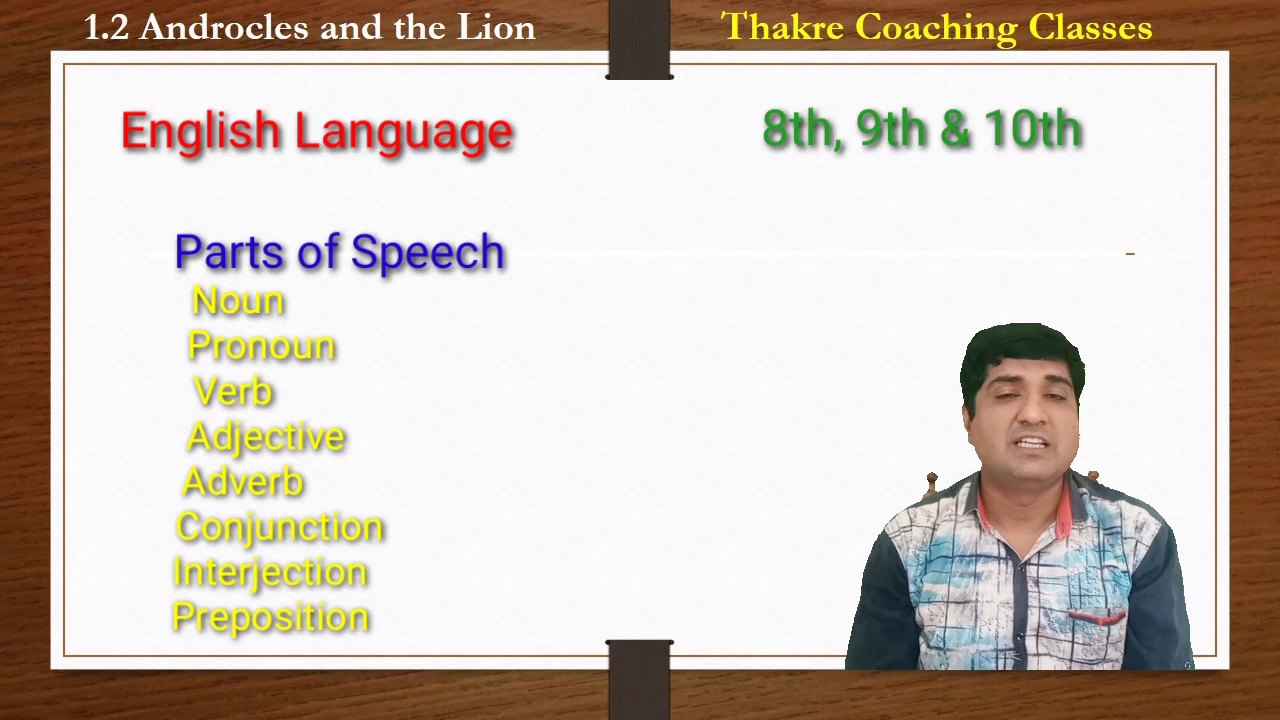 1.2 Androcles and the Lion
Thakre Coaching Classes
English Language
8th, 9th & 10th
Parts of Speech
Noun
Pronoun
Verb
Adjective
Adverb
Conjunction
Interjection
Preposition